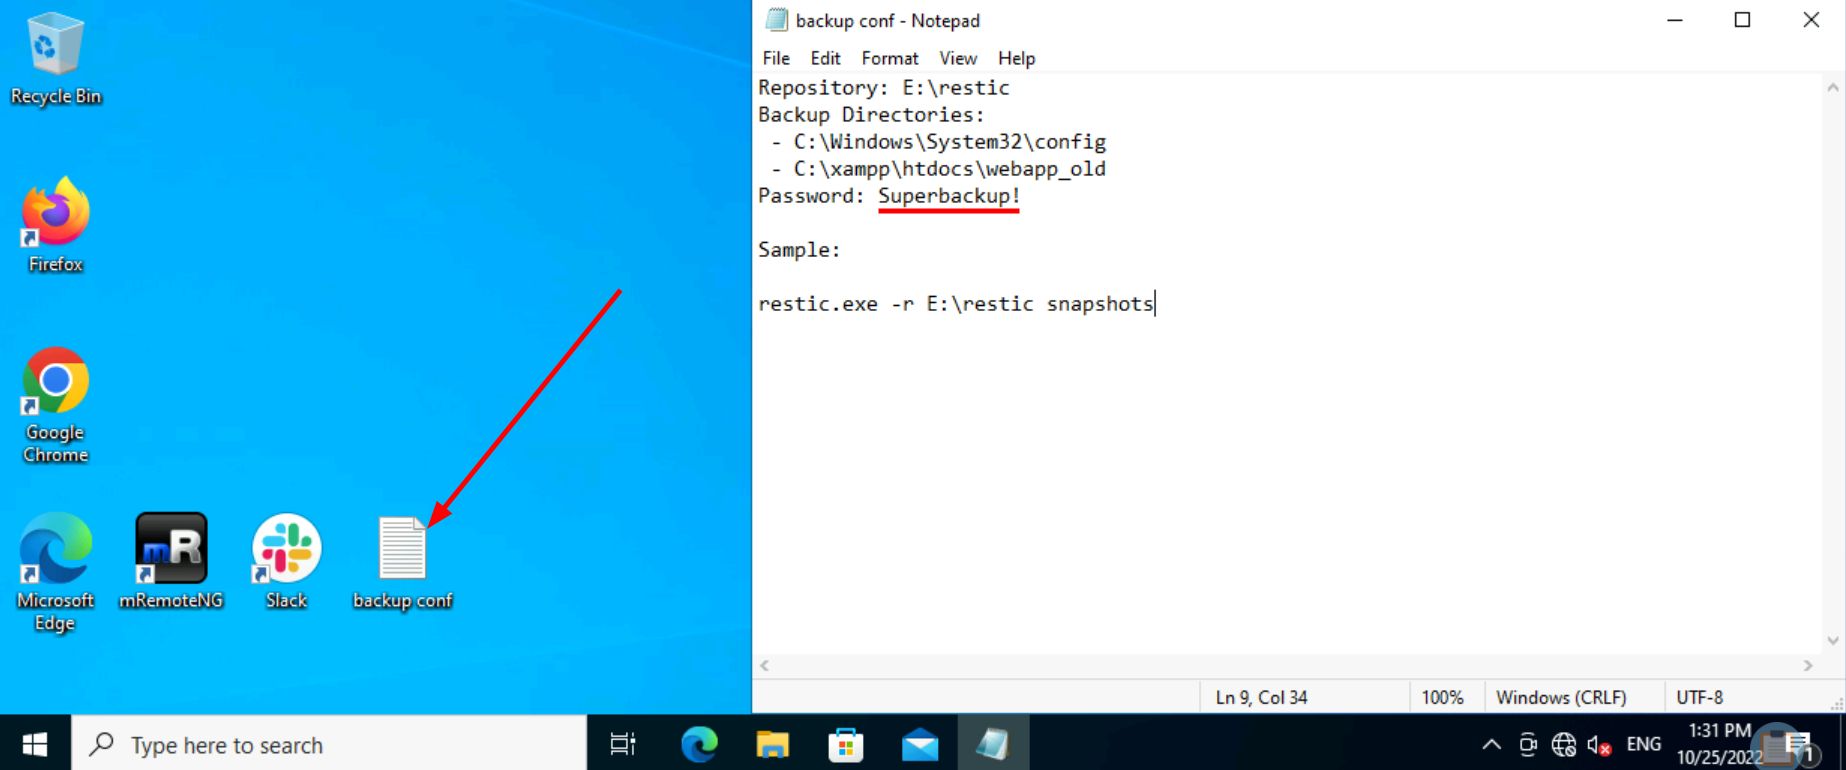 Recycle Bin
Firefox
Google
Chrome
Microsoft
Edge
mR
mRemoteNG
Slack
backup conf
backup conf - Notepad
File Edit Format View Help
Repository: E:\restic
Backup Directories:
- C:\Windows\System32\config
- C:\xampp\htdocs\webapp_old
Password: Superbackup!
Sample:
restic.exe -r E:\restic snapshots
Ln 9, Col 34 100% Windows (CRLF) UTF-8
Type here to search
ENG
1:31 PM
10/25/2022
1